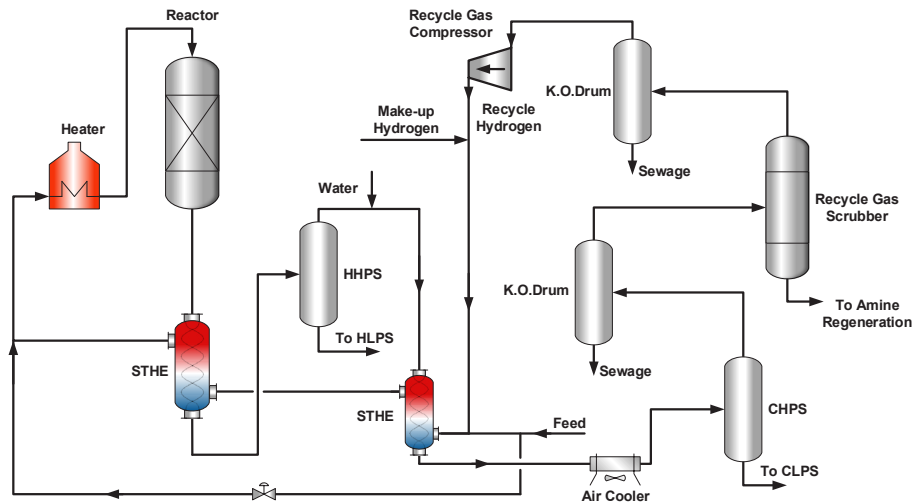 Reactor
Recycle Gas
Compressor
K.O.Drum
Recycle
Hydrogen
Make-up
Hydrogen
Heater
Sewage
Water
Recycle Gas
Scrubber
HHPS
K.O.Drum
To Amine
Regeneration
To HLPS
STHE
Sewage
STHE
CHPS
Feed
To CLPS
Air Cooler